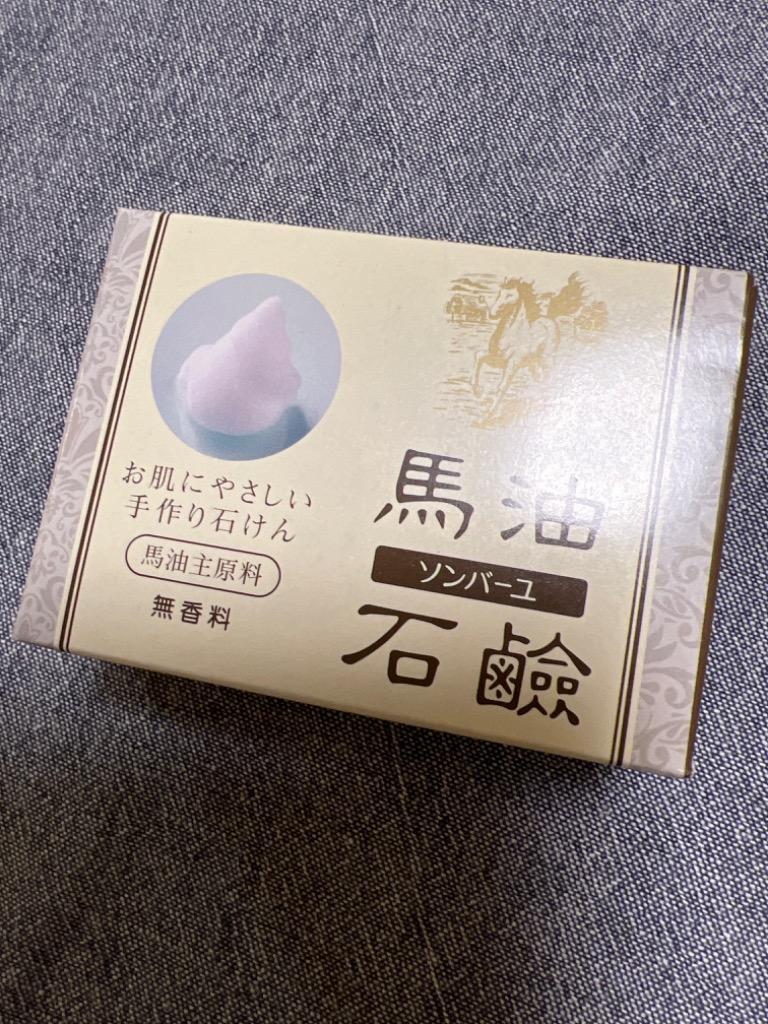 お肌にやさしい
手作り石けん
馬油主原料
無香料
馬油
ソンバーユ
石鹼